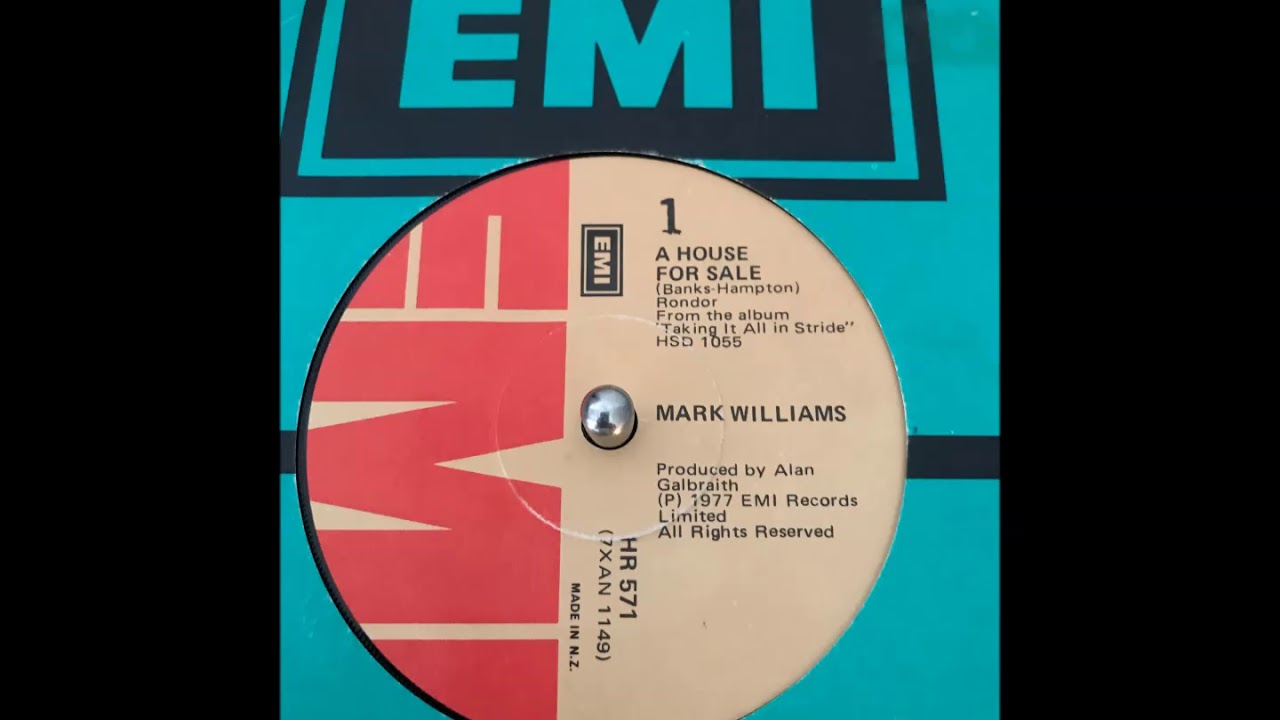 EMI
EMI
EMI
1
A HOUSE
FOR SALE
(Banks-Hampton)
Rondor
From the album
"Taking It All in Stride"
HSD 1055
MARK WILLIAMS
Produced by Alan
Galbraith
(P) 1977 EMI Records
Limited
All Rights Reserved
HR 571
(7XAN 1149)
MADE IN N.Z.